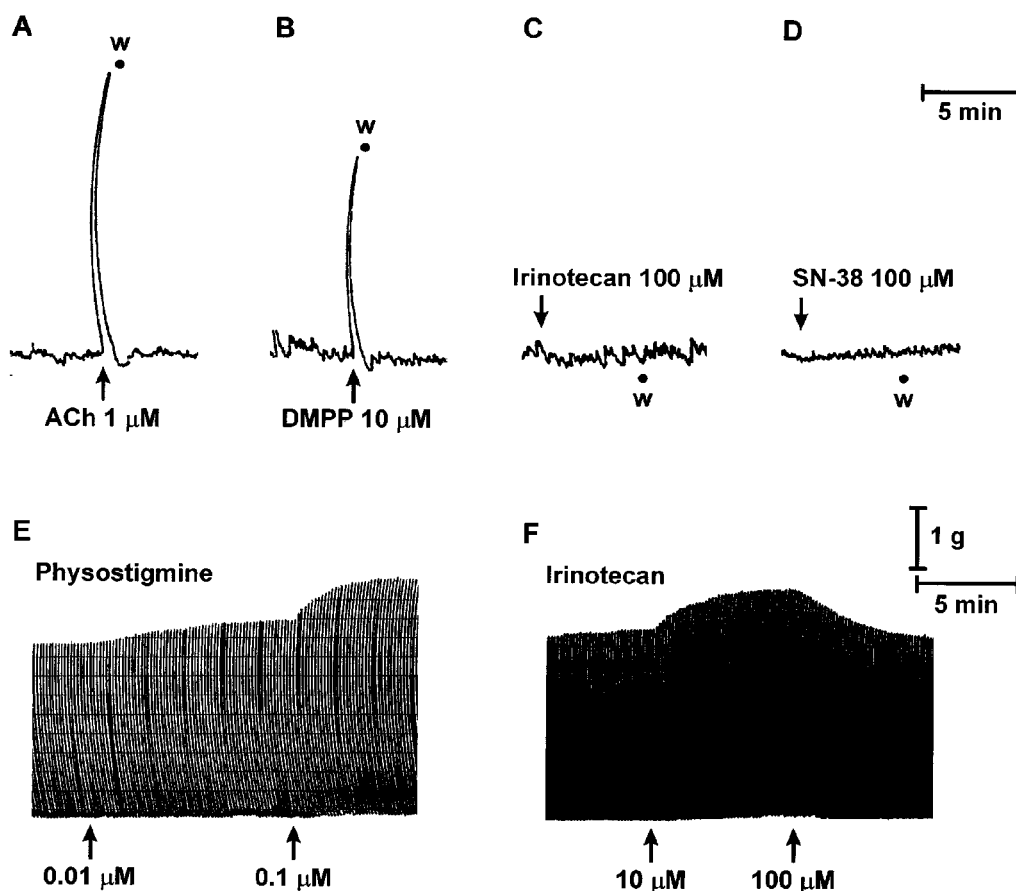 A
B
C
D
w
w
5 min
Irinotecan 100 μM
SN-38 100 μM
w
w
ACh 1 μM
DMPP 10 μM
E
F
1 g
Physostigmine
Irinotecan
5 min
0.01 μM
0.1 μM
10 μM
100 μM